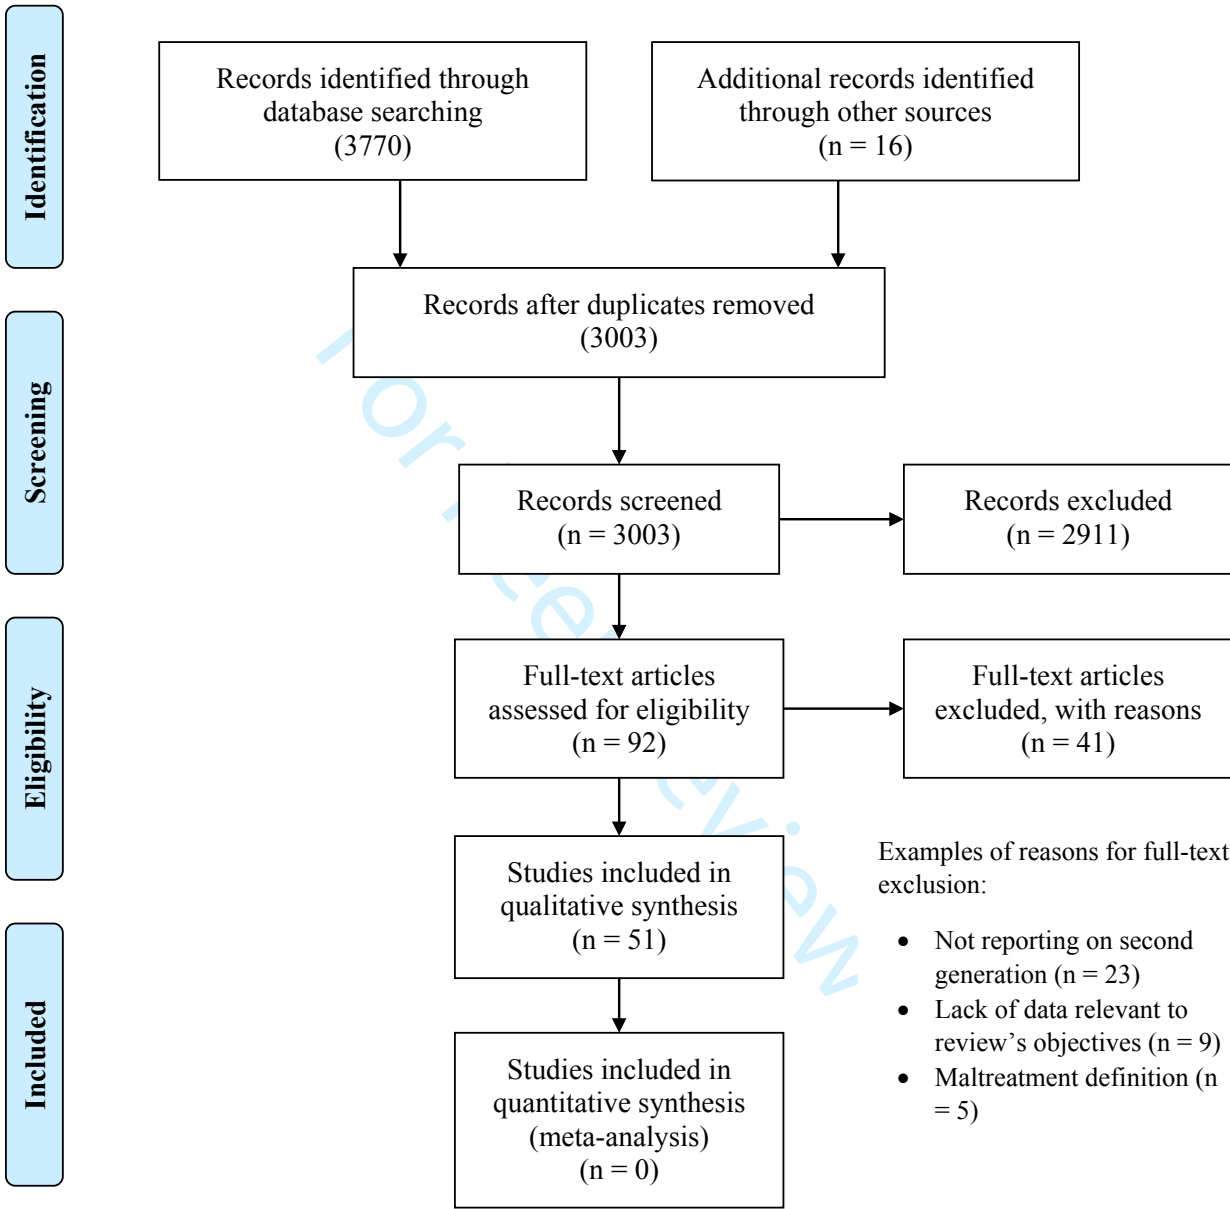 Identification
Records identified through
database searching
(3770)
Additional records identified
through other sources
(n = 16)
Records after duplicates removed
(3003)
Screening
Records screened
(n = 3003)
Records excluded
(n = 2911)
Eligibility
Full-text articles
assessed for eligibility
(n = 92)
Full-text articles
excluded, with reasons
(n = 41)
Studies included in
qualitative synthesis
(n = 51)
Examples of reasons for full-text
exclusion:
• Not reporting on second
generation (n = 23)
• Lack of data relevant to
review’s objectives (n = 9)
• Maltreatment definition (n
= 5)
Included
Studies included in
quantitative synthesis
(meta-analysis)
(n = 0)